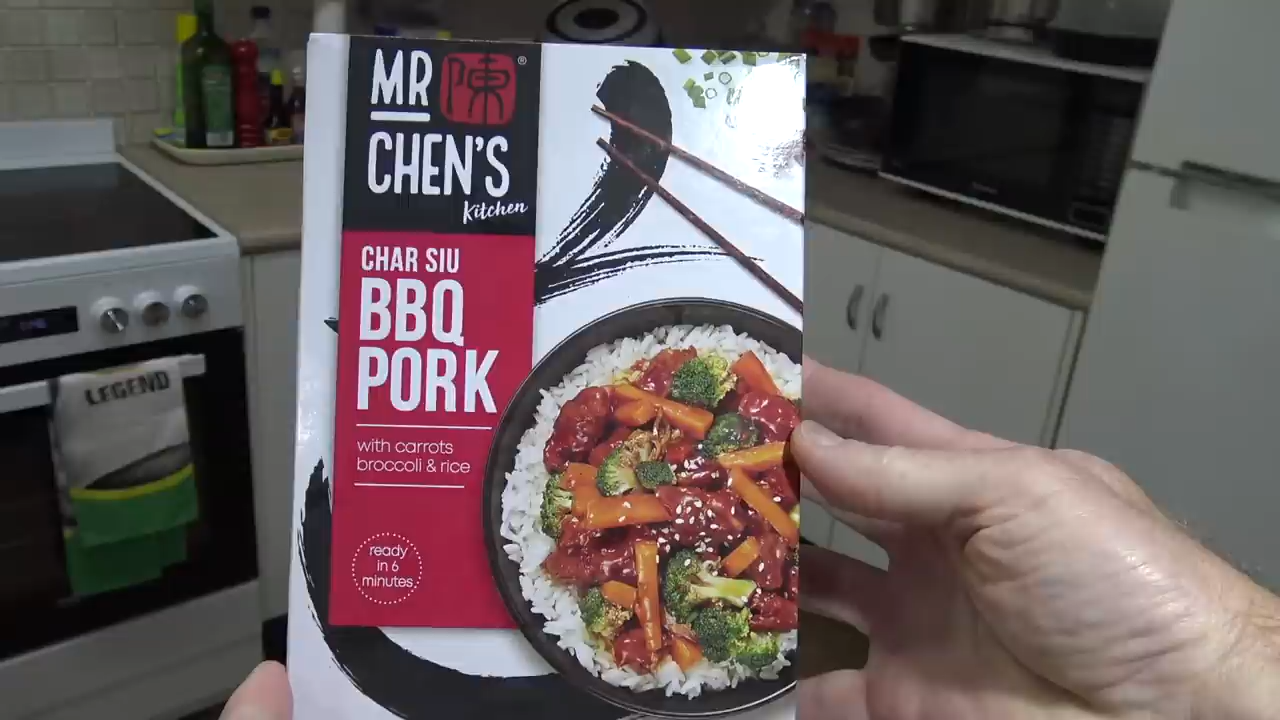 MR 陳®
CHEN'S
Kitchen
CHAR SIU
BBQ
PORK
with carrots
broccoli & rice
ready
in 6
minutes
LEGEND